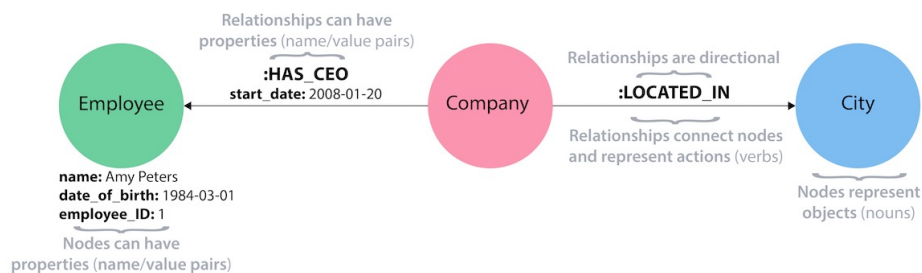 Relationships can have
properties (name/value pairs)
:HAS_CEO
start_date: 2008-01-20
Relationships are directional
:LOCATED_IN
Employee
Company
City
Relationships connect nodes
and represent actions (verbs)
name: Amy Peters
date_of_birth: 1984-03-01
employee_ID: 1
Nodes can have
properties (name/value pairs)
Nodes represent
objects (nouns)